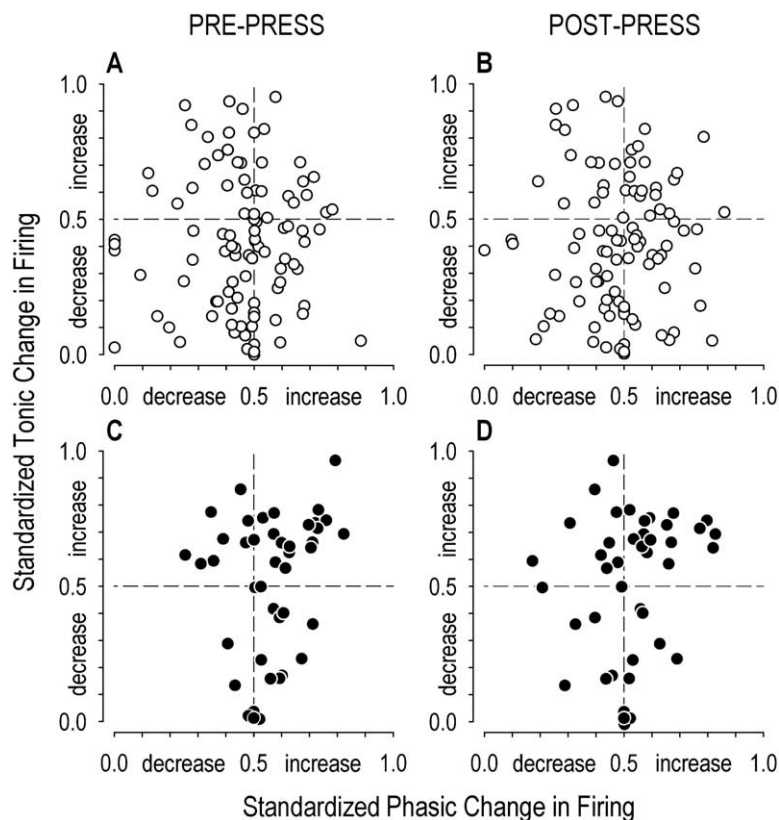 PRE-PRESS POST-PRESS
A B
1.0 1.0
increase increase
0.5 0.5
decrease decrease
0.0 0.0
0.0 decrease 0.5 increase 1.0 0.0 decrease 0.5 increase 1.0
C D
1.0 1.0
increase increase
0.5 0.5
decrease decrease
0.0 0.0
0.0 decrease 0.5 increase 1.0 0.0 decrease 0.5 increase 1.0
Standardized Tonic Change in Firing
Standardized Phasic Change in Firing